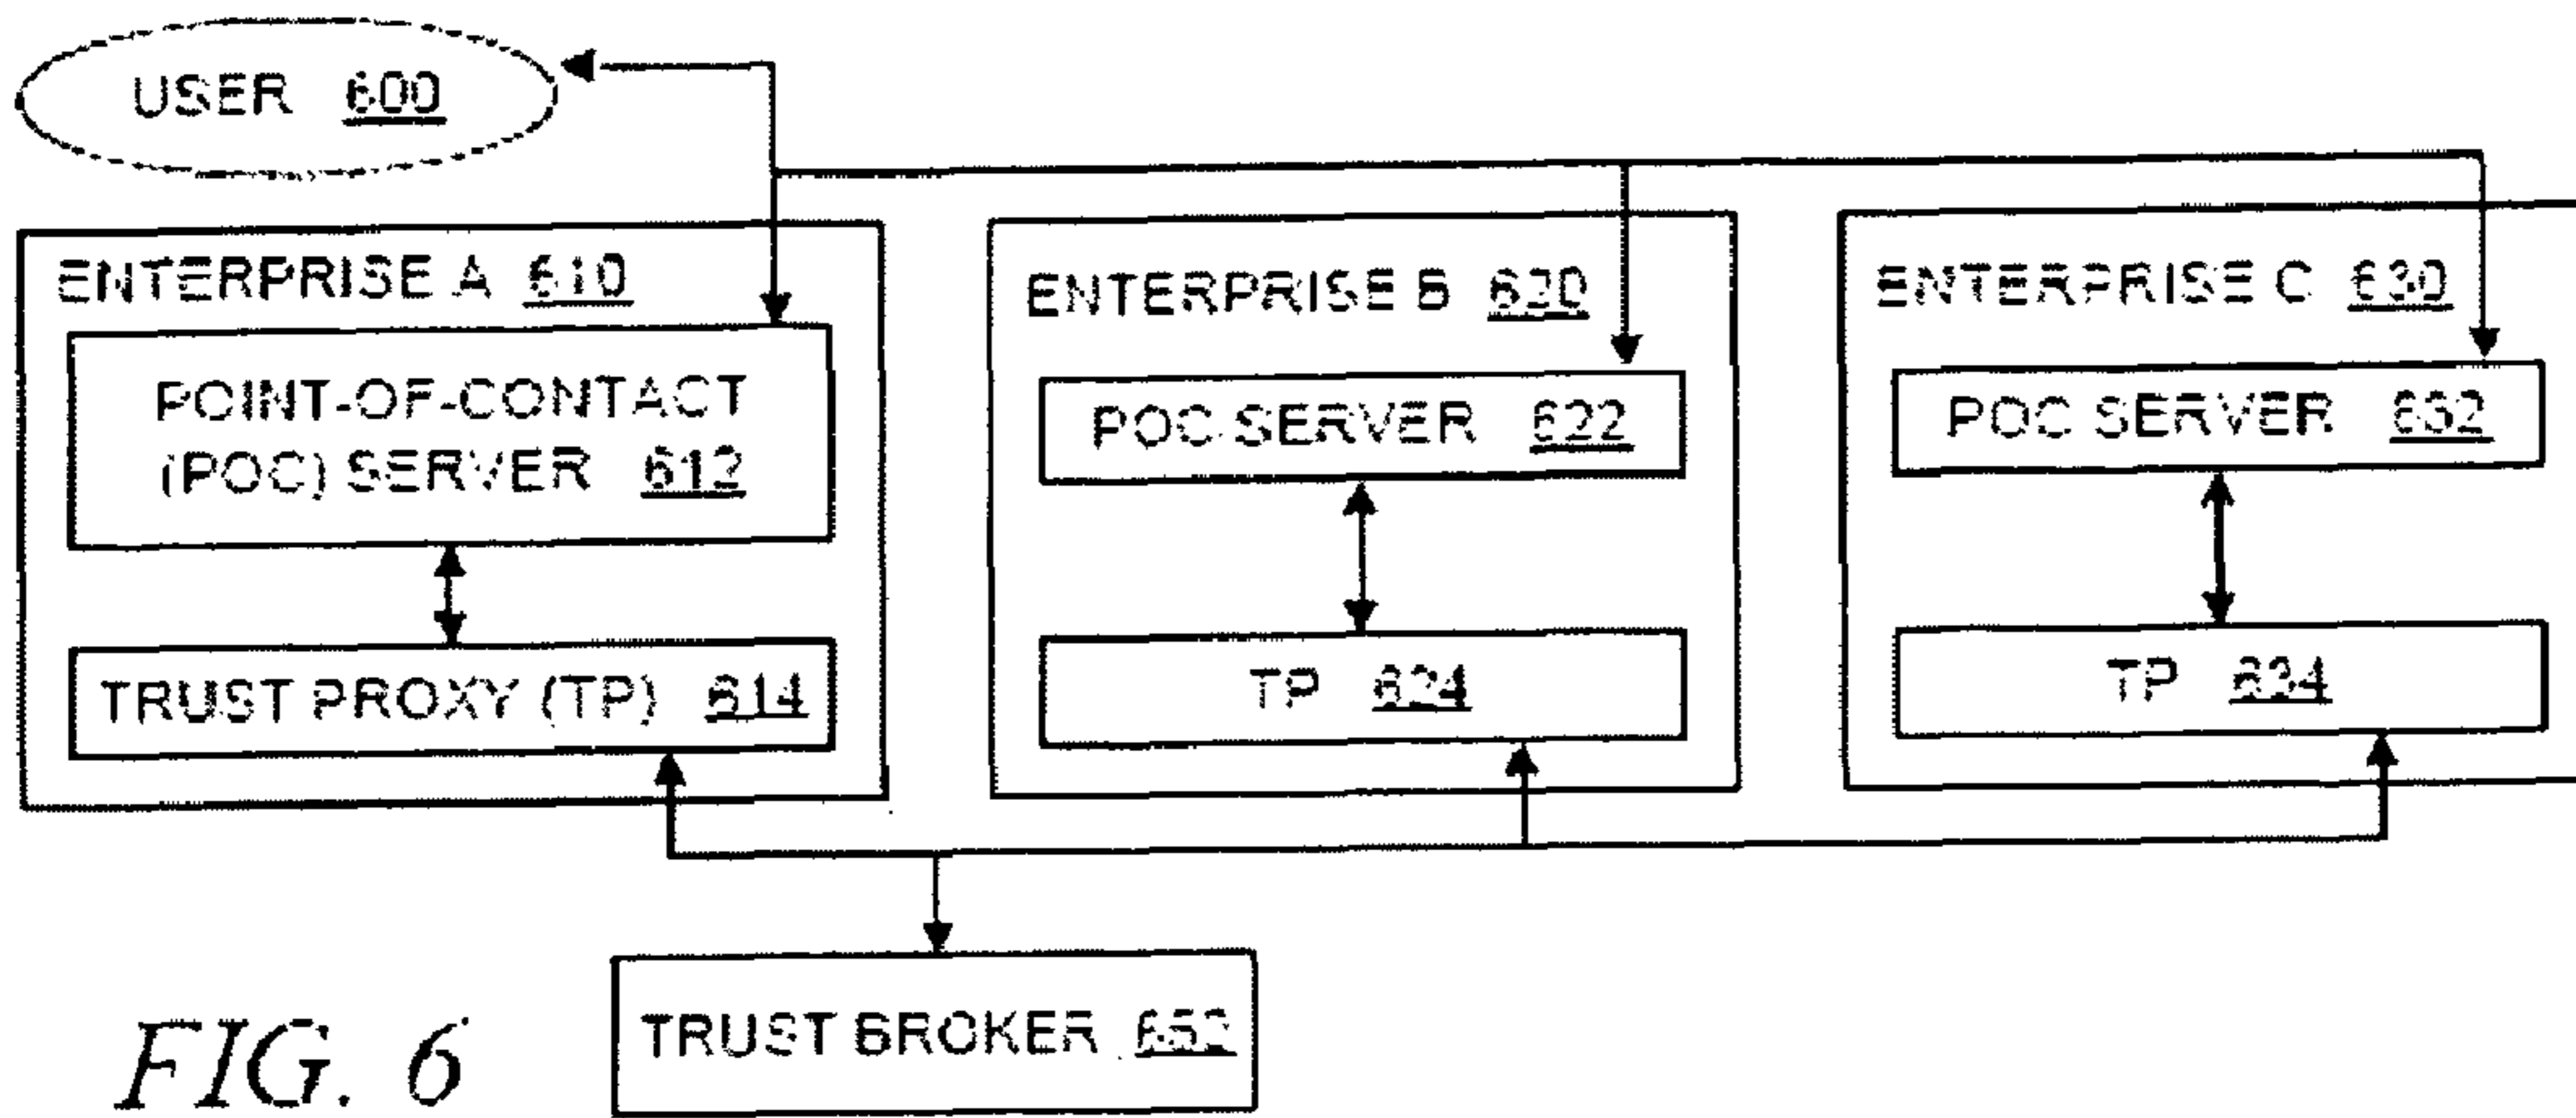 USER 600
ENTERPRISE A 610
POINT-OF-CONTACT
(POC) SERVER 612
TRUST PROXY (TP) 614
ENTERPRISE B 620
POC SERVER 622
TP 624
ENTERPRISE C 630
POC SERVER 632
TP 634
TRUST BROKER 652
FIG. 6